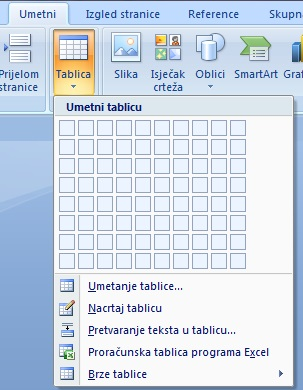 Umetni Izgled stranice Reference Skupn
Prijelom stranice
Tablica
Slika
Isječak crteža
Oblici
SmartArt
Graf
Umetni tablicu
Umetanje tablice...
Nacrtaj tablicu
Pretvaranje teksta u tablicu...
Proračunska tablica programa Excel
Brze tablice